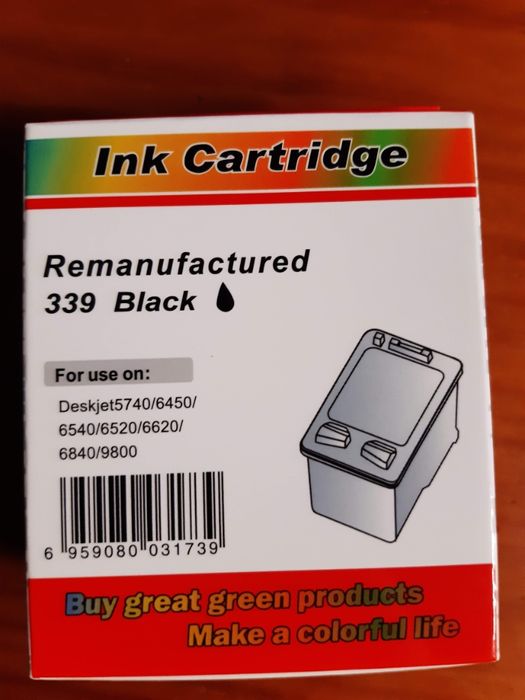 Ink Cartridge
Remanufactured
339 Black
For use on:
Deskjet5740/6450/
6540/6520/6620/
6840/9800
6 959080 031739
Buy great green products
Make a colorful life